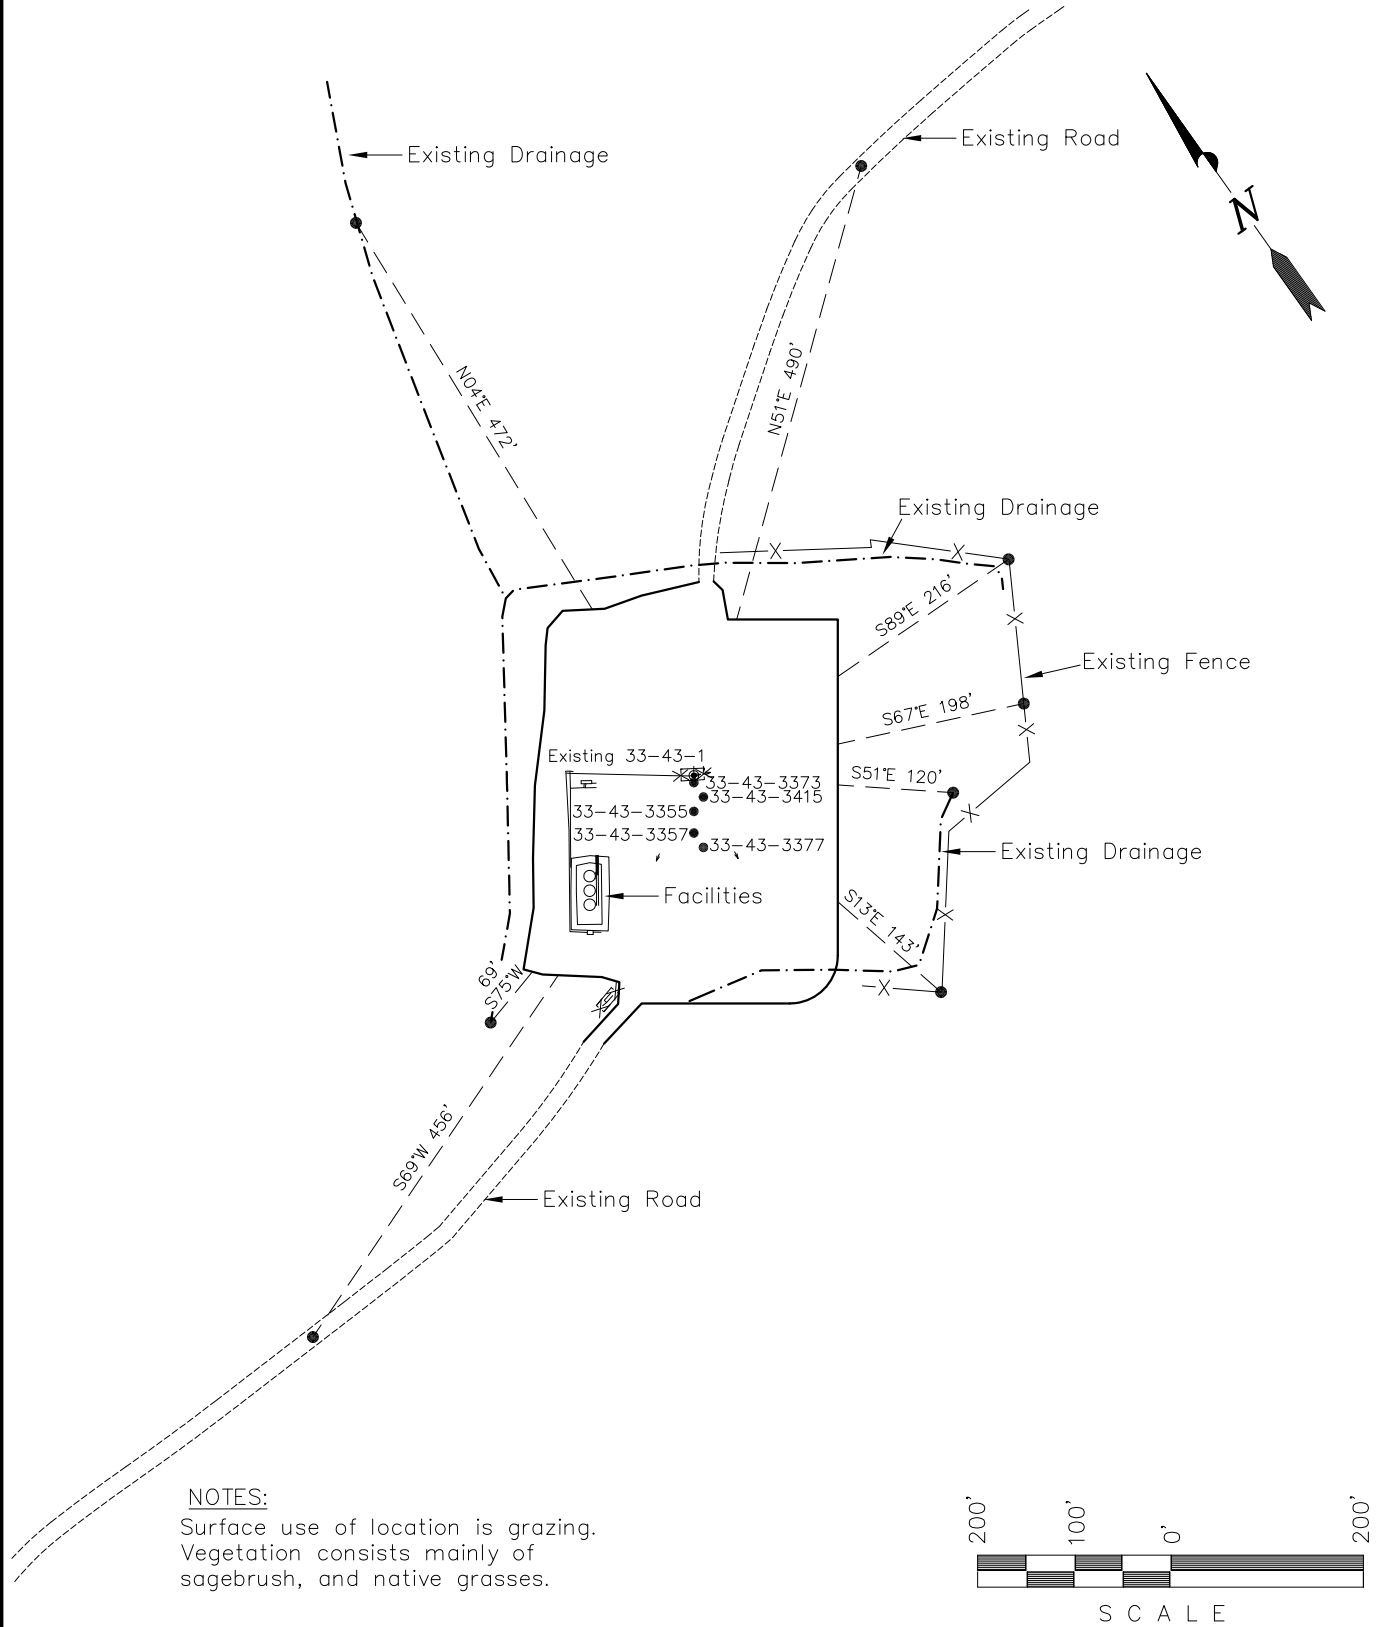 Existing Road
Existing Drainage
N
N04°E 472'
N51°E 490'
Existing Drainage
S89°E 216'
Existing Fence
S67°E 198'
Existing 33-43-1
S51°E 120'
33-43-3373
33-43-3415
33-43-3355
33-43-3357
33-43-3377
Existing Drainage
Facilities
S13°E 143'
69'
S75°W
S69°W 456'
Existing Road
NOTES:
Surface use of location is grazing.
Vegetation consists mainly of
sagebrush, and native grasses.
200' 100' 0' 200'
SCALE